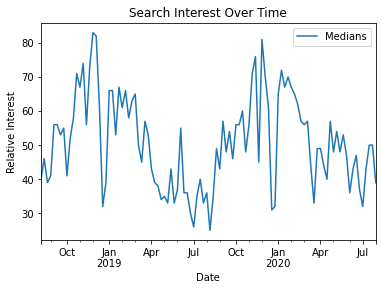 Search Interest Over Time
Medians
Relative Interest
80
70
60
50
40
30
Oct
Jan
2019
Apr
Jul
Oct
Jan
2020
Apr
Jul
Date